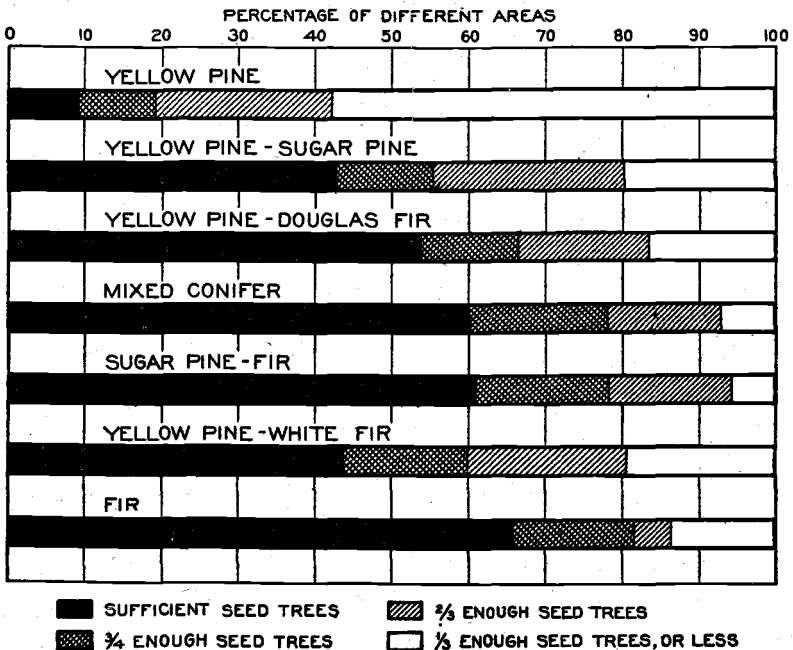 PERCENTAGE OF DIFFERENT AREAS
0 10 20 30 40 50 60 70 80 90 100
YELLOW PINE
YELLOW PINE - SUGAR PINE
YELLOW PINE - DOUGLAS FIR
MIXED CONIFER
SUGAR PINE - FIR
YELLOW PINE - WHITE FIR
FIR
SUFFICIENT SEED TREES
2/3 ENOUGH SEED TREES
3/4 ENOUGH SEED TREES
1/3 ENOUGH SEED TREES, OR LESS